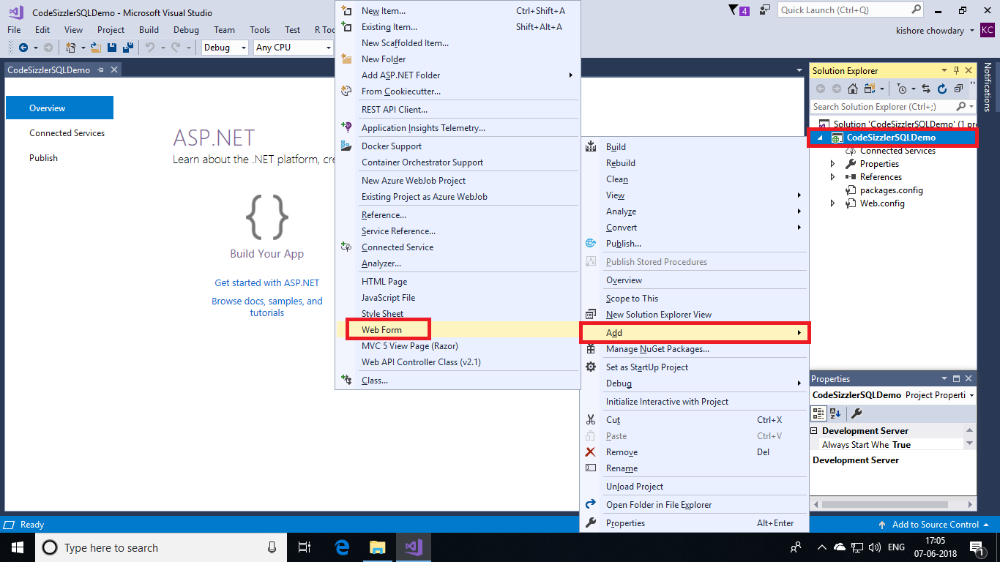 CodeSizzlerSQLDemo - Microsoft Visual Studio
4
Quick Launch (Ctrl+Q)
File Edit View Project Build Debug Team Tools Test R Too
kishore chowdary KC
Debug Any CPU
CodeSizzlerSQLDemo
Overview
Connected Services
Publish
ASP.NET
Learn about the .NET platform, cre
{ }
Build Your App
Get started with ASP.NET
Browse docs, samples, and
tutorials
New Item... Ctrl+Shift+A
Existing Item... Shift+Alt+A
New Scaffolded Item...
New Folder
Add ASP.NET Folder
From Cookiecutter...
REST API Client...
Application Insights Telemetry...
Docker Support
Container Orchestrator Support
New Azure WebJob Project
Existing Project as Azure WebJob
Reference...
Service Reference...
Connected Service
Analyzer...
HTML Page
JavaScript File
Style Sheet
Web Form
MVC 5 View Page (Razor)
Web API Controller Class (v2.1)
Class...
Build
Rebuild
Clean
View
Analyze
Convert
Publish...
Publish Stored Procedures
Overview
Scope to This
New Solution Explorer View
Add
Manage NuGet Packages...
Set as StartUp Project
Debug
Initialize Interactive with Project
Cut Ctrl+X
Paste Ctrl+V
Remove Del
Rename
Unload Project
Open Folder in File Explorer
Properties Alt+Enter
Solution Explorer
Search Solution Explorer (Ctrl+;)
Solution 'CodeSizzlerSQLDemo' (1 pre
CodeSizzlerSQLDemo
Connected Services
Properties
References
packages.config
Web.config
Notifications
Properties
CodeSizzlerSQLDemo Project Properti
Development Server
Always Start Whe True
Development Server
Ready
Add to Source Control
Type here to search
ENG
17:05
07-06-2018
1